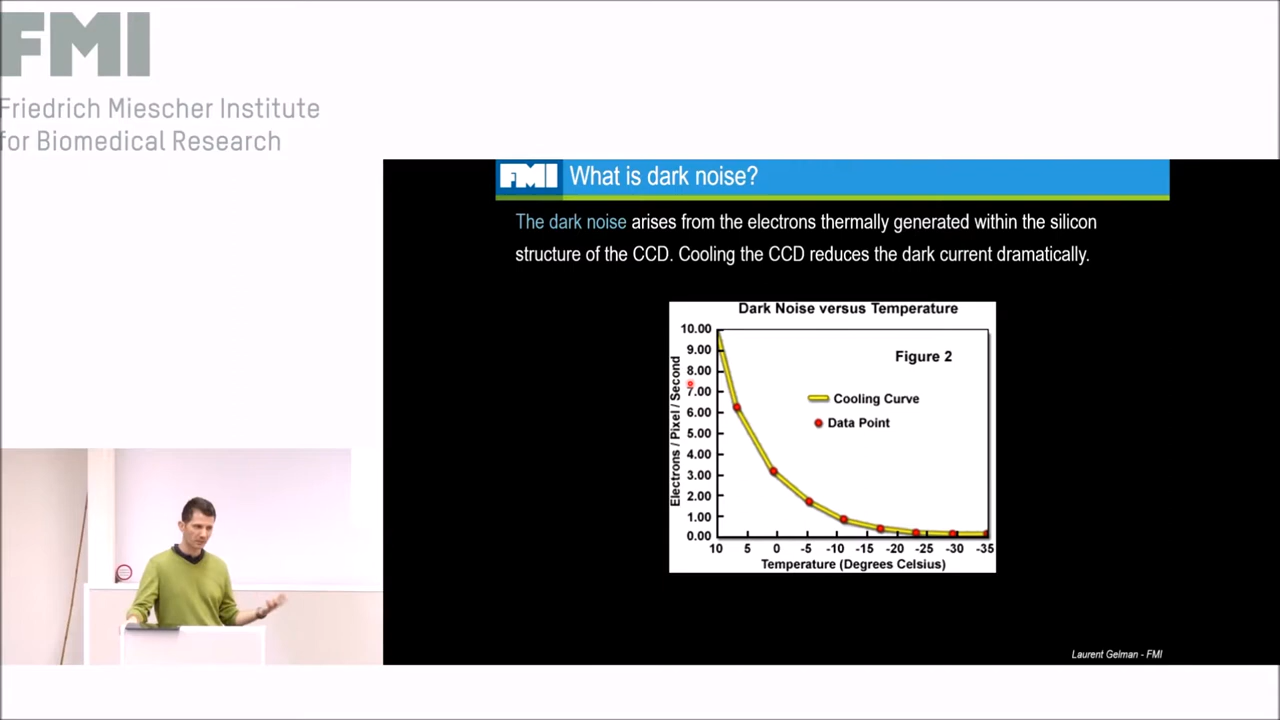 FMI
Friedrich Miescher Institute
for Biomedical Research
FMI What is dark noise?
The dark noise arises from the electrons thermally generated within the silicon
structure of the CCD. Cooling the CCD reduces the dark current dramatically.
Dark Noise versus Temperature
Figure 2
Cooling Curve
Data Point
Electrons / Pixel / Second
10.00
9.00
8.00
7.00
6.00
5.00
4.00
3.00
2.00
1.00
0.00
10 5 0 -5 -10 -15 -20 -25 -30 -35
Temperature (Degrees Celsius)
Laurent Gelman - FMI